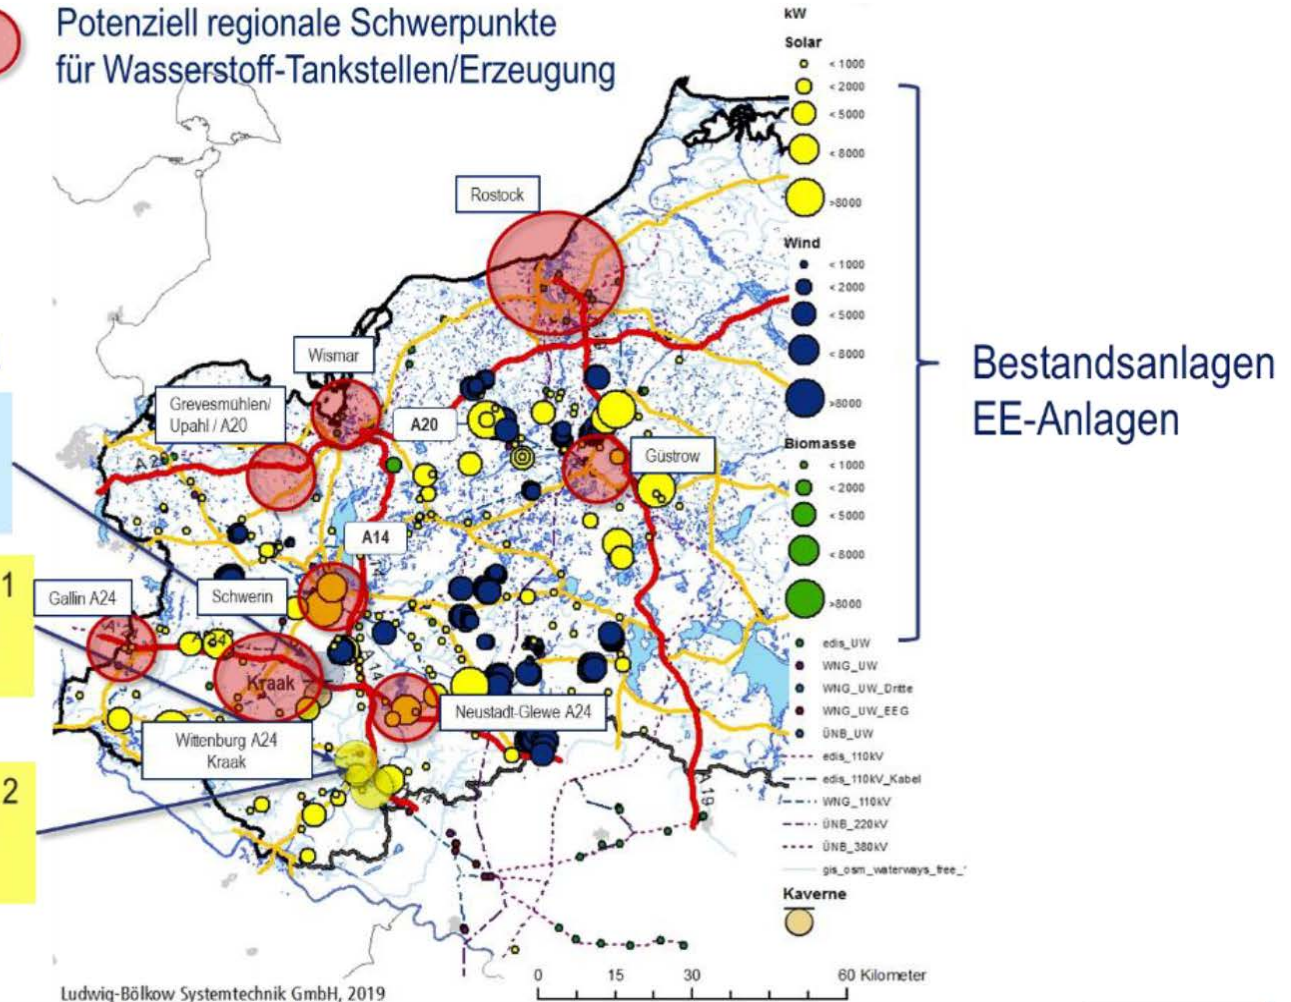 Potenziell regionale Schwerpunkte
für Wasserstoff-Tankstellen/Erzeugung
kW
Solar
< 1000
< 2000
< 5000
< 8000
>8000
Wind
< 1000
< 2000
< 5000
< 8000
>8000
Biomasse
< 1000
< 2000
< 5000
< 8000
>8000
edis_UW
WNG_UW
WNG_UW_Dritte
WNG_UW_EEG
ÜNB_UW
edis_110kV
edis_110kV_Kabel
WNG_110kV
ÜNB_220kV
ÜNB_380kV
gis_osm_waterways_free_
Kaverne
Bestandsanlagen
EE-Anlagen
Rostock
Wismar
Grevesmühlen/
Upahl / A20
A20
Güstrow
A14
Gallin A24
Schwerin
Kraak
Neustadt-Glewe A24
Wittenburg A24
Kraak
A 19
A 14
1
2
0 15 30 60 Kilometer
Ludwig-Bölkow Systemtechnik GmbH, 2019